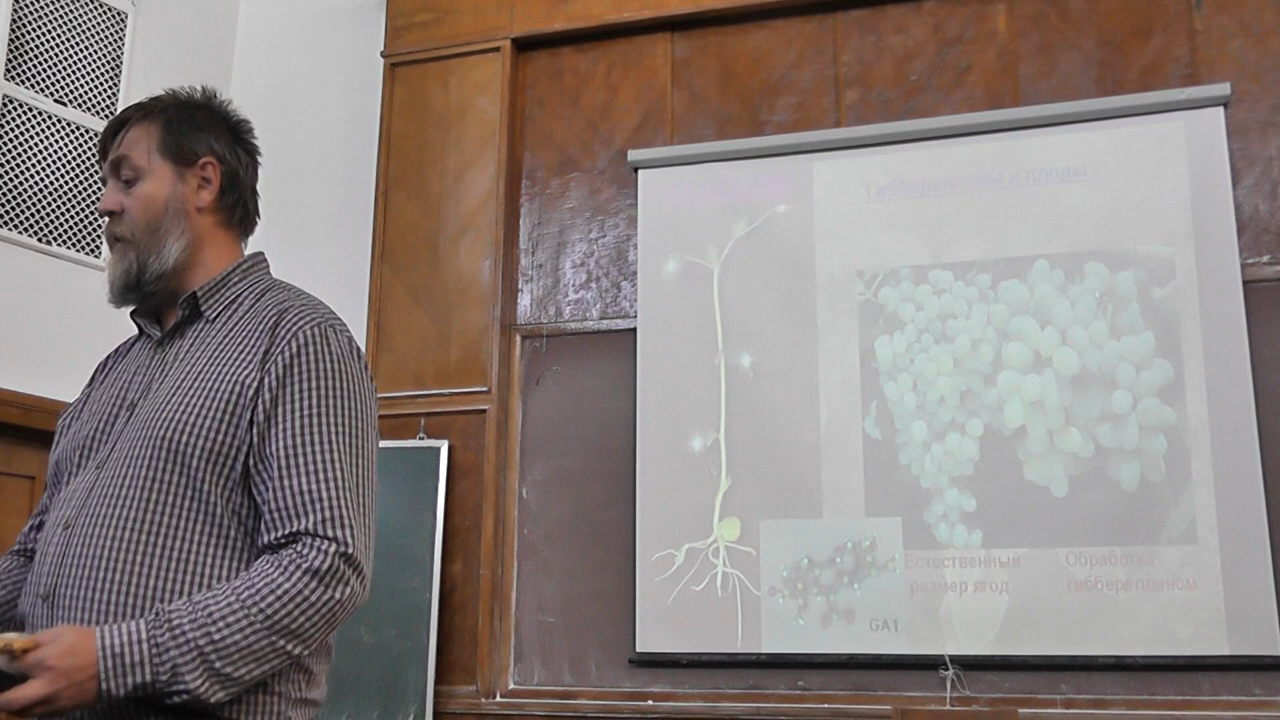 Гиббереллины и плоды
Естественный
размер ягод
Обработка
гиббереллином
GA1